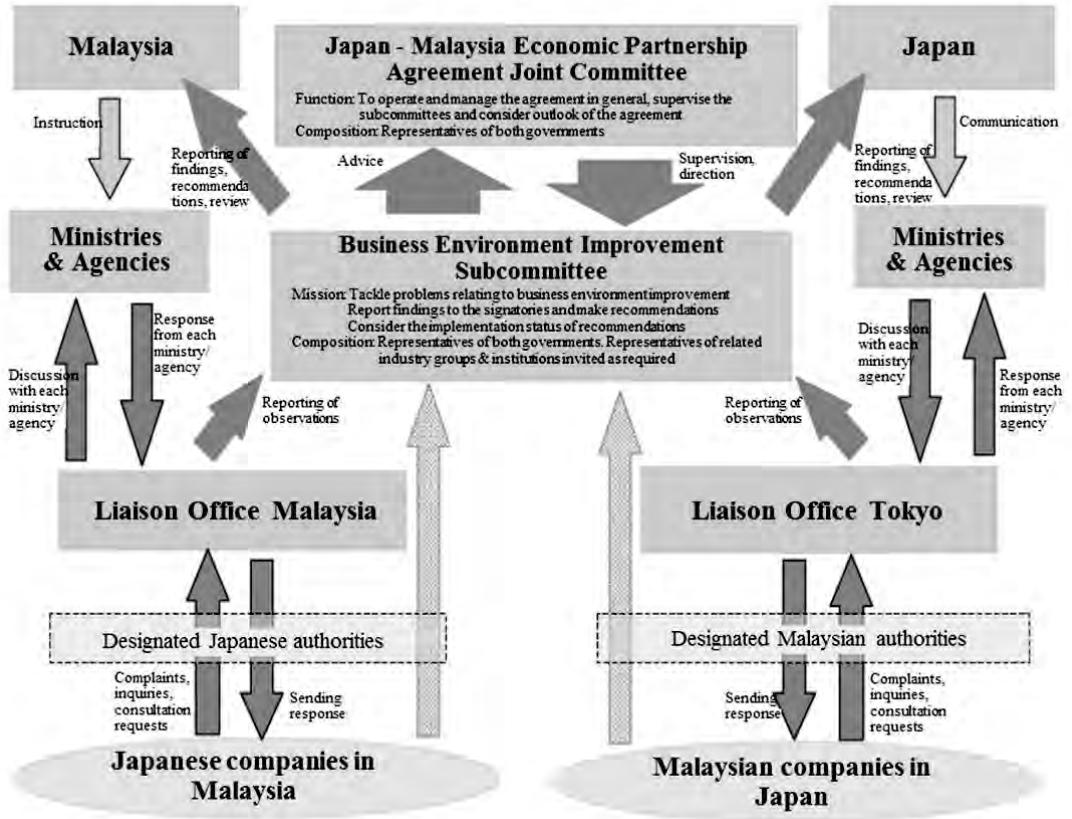 Malaysia
Japan - Malaysia Economic Partnership
Agreement Joint Committee
Function: To operate and manage the agreement in general, supervise the
subcommittees and consider outlook of the agreement
Composition: Representatives of both governments
Japan
Instruction
Reporting of
findings,
recommenda
tions, review
Advice
Supervision,
direction
Communication
Reporting of
findings,
recommenda
tions, review
Ministries
& Agencies
Business Environment Improvement
Subcommittee
Mission: Tackle problems relating to business environment improvement
Report findings to the signatories and make recommendations
Consider the implementation status of recommendations
Composition: Representatives of both governments. Representatives of related
industry groups & institutions invited as required
Ministries
& Agencies
Discussion
with each
ministry/
agency
Response
from each
ministry/
agency
Reporting of
observations
Reporting of
observations
Discussion
with each
ministry/
agency
Response
from each
ministry/
agency
Liaison Office Malaysia
Liaison Office Tokyo
Designated Japanese authorities
Designated Malaysian authorities
Complaints,
inquiries,
consultation
requests
Sending
response
Sending
response
Complaints,
inquiries,
consultation
requests
Japanese companies in
Malaysia
Malaysian companies in
Japan